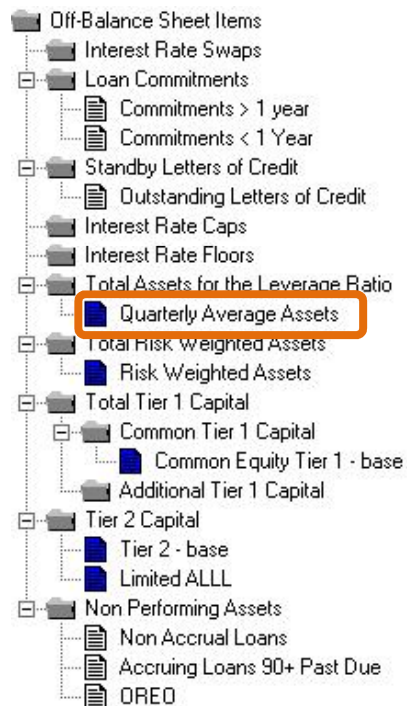 Off-Balance Sheet Items
Interest Rate Swaps
Loan Commitments
Commitments > 1 year
Commitments < 1 Year
Standby Letters of Credit
Outstanding Letters of Credit
Interest Rate Caps
Interest Rate Floors
Total Assets for the Leverage Ratio
Quarterly Average Assets
Total Risk Weighted Assets
Risk Weighted Assets
Total Tier 1 Capital
Common Tier 1 Capital
Common Equity Tier 1 - base
Additional Tier 1 Capital
Tier 2 Capital
Tier 2 - base
Limited ALLL
Non Performing Assets
Non Accrual Loans
Accruing Loans 90+ Past Due
OREO